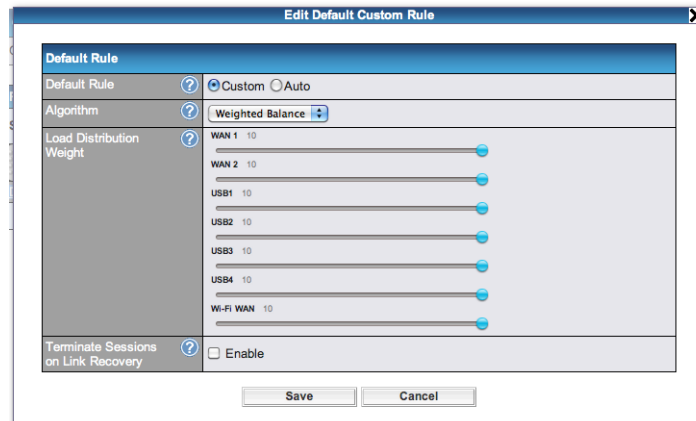 Edit Default Custom Rule
X
Default Rule
Default Rule ? Custom Auto
Algorithm ? Weighted Balance
Load Distribution Weight ?
WAN 1 10
WAN 2 10
USB1 10
USB2 10
USB3 10
USB4 10
Wi-Fi WAN 10
Terminate Sessions
on Link Recovery ? Enable
Save Cancel